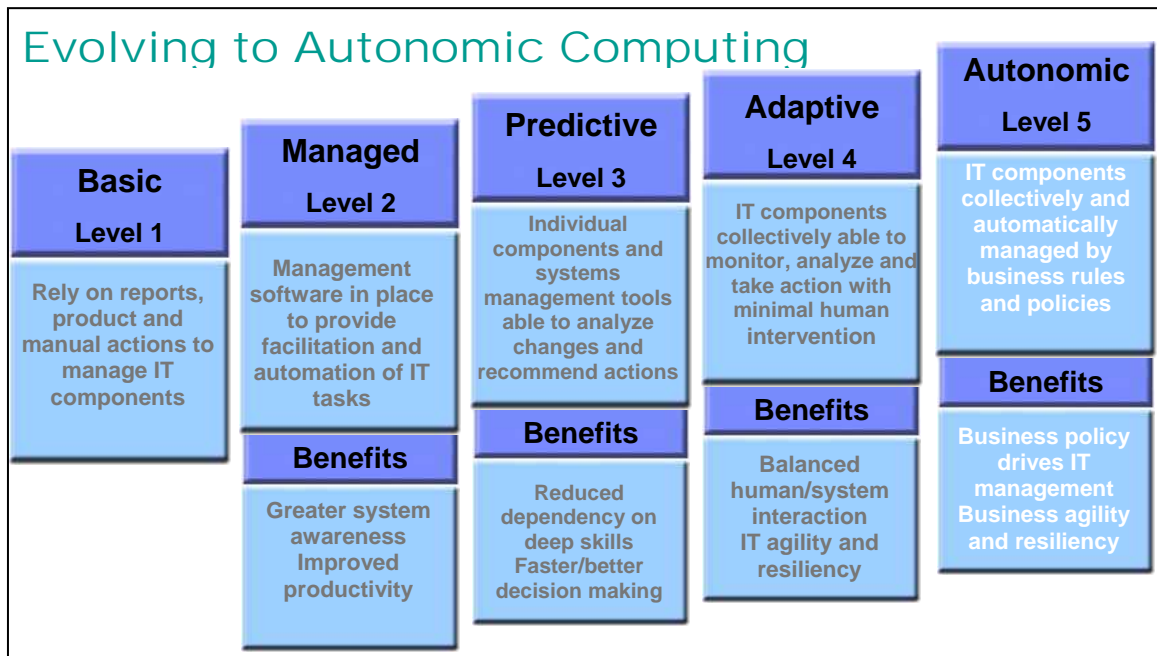 Evolving to Autonomic Computing
Basic
Level 1
Rely on reports,
product and
manual actions to
manage IT
components
Managed
Level 2
Management
software in place
to provide
facilitation and
automation of IT
tasks
Benefits
Greater system
awareness
Improved
productivity
Predictive
Level 3
Individual
components and
systems
management tools
able to analyze
changes and
recommend actions
Benefits
Reduced
dependency on
deep skills
Faster/better
decision making
Adaptive
Level 4
IT components
collectively able to
monitor, analyze and
take action with
minimal human
intervention
Benefits
Balanced
human/system
interaction
IT agility and
resiliency
Autonomic
Level 5
IT components
collectively and
automatically
managed by
business rules
and policies
Benefits
Business policy
drives IT
management
Business agility
and resiliency